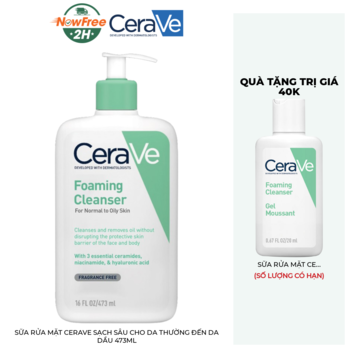 NowFree
2H
CeraVe
DEVELOPED WITH DERMATOLOGISTS
QUÀ TẶNG TRỊ GIÁ
40K
CeraVe
DEVELOPED WITH DERMATOLOGISTS
Foaming
Cleanser
For Normal to Oily Skin
Cleanses and removes oil without
disrupting the protective skin
barrier of the face and body
With 3 essential ceramides,
niacinamide, & hyaluronic acid
FRAGRANCE FREE
16 FL OZ/473 ml
CeraVe
Foaming
Cleanser
Gel
Moussant
SỮA RỬA MẶT CE...
(SỐ LƯỢNG CÓ HẠN)
SỮA RỬA MẶT CERAVE SẠCH SÂU CHO DA THƯỜNG ĐẾN DA
DẦU 473ML